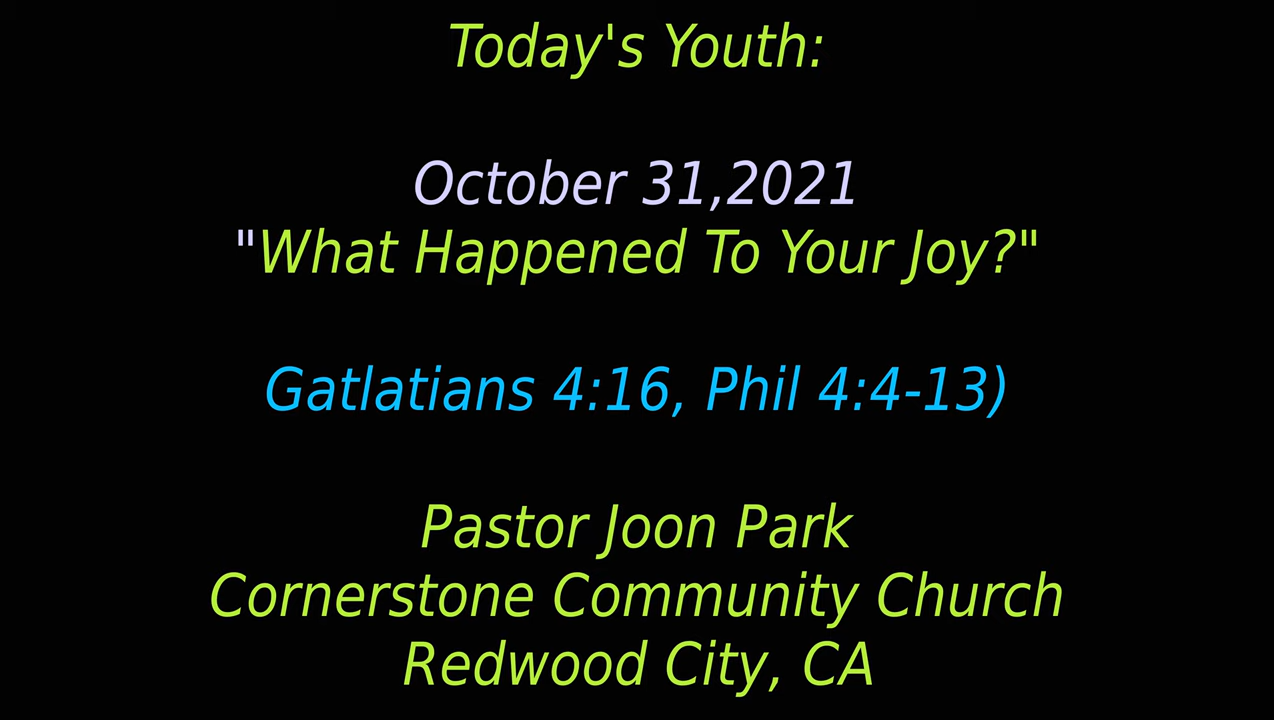 Today's Youth:
October 31,2021
"What Happened To Your Joy?"
Gatlatians 4:16, Phil 4:4-13)
Pastor Joon Park
Cornerstone Community Church
Redwood City, CA